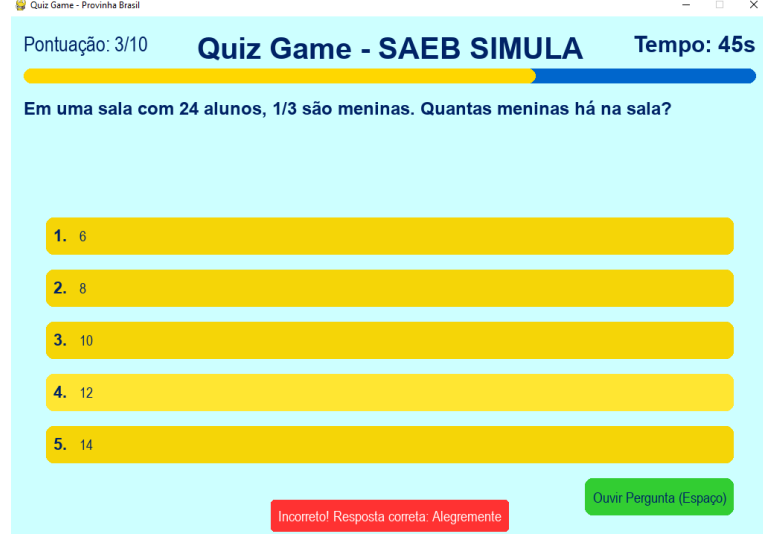 Quiz Game - Provinha Brasil
Pontuação: 3/10
Quiz Game - SAEB SIMULA
Tempo: 45s
Em uma sala com 24 alunos, 1/3 são meninas. Quantas meninas há na sala?
1. 6
2. 8
3. 10
4. 12
5. 14
Ouvir Pergunta (Espaço)
Incorreto! Resposta correta: Alegremente